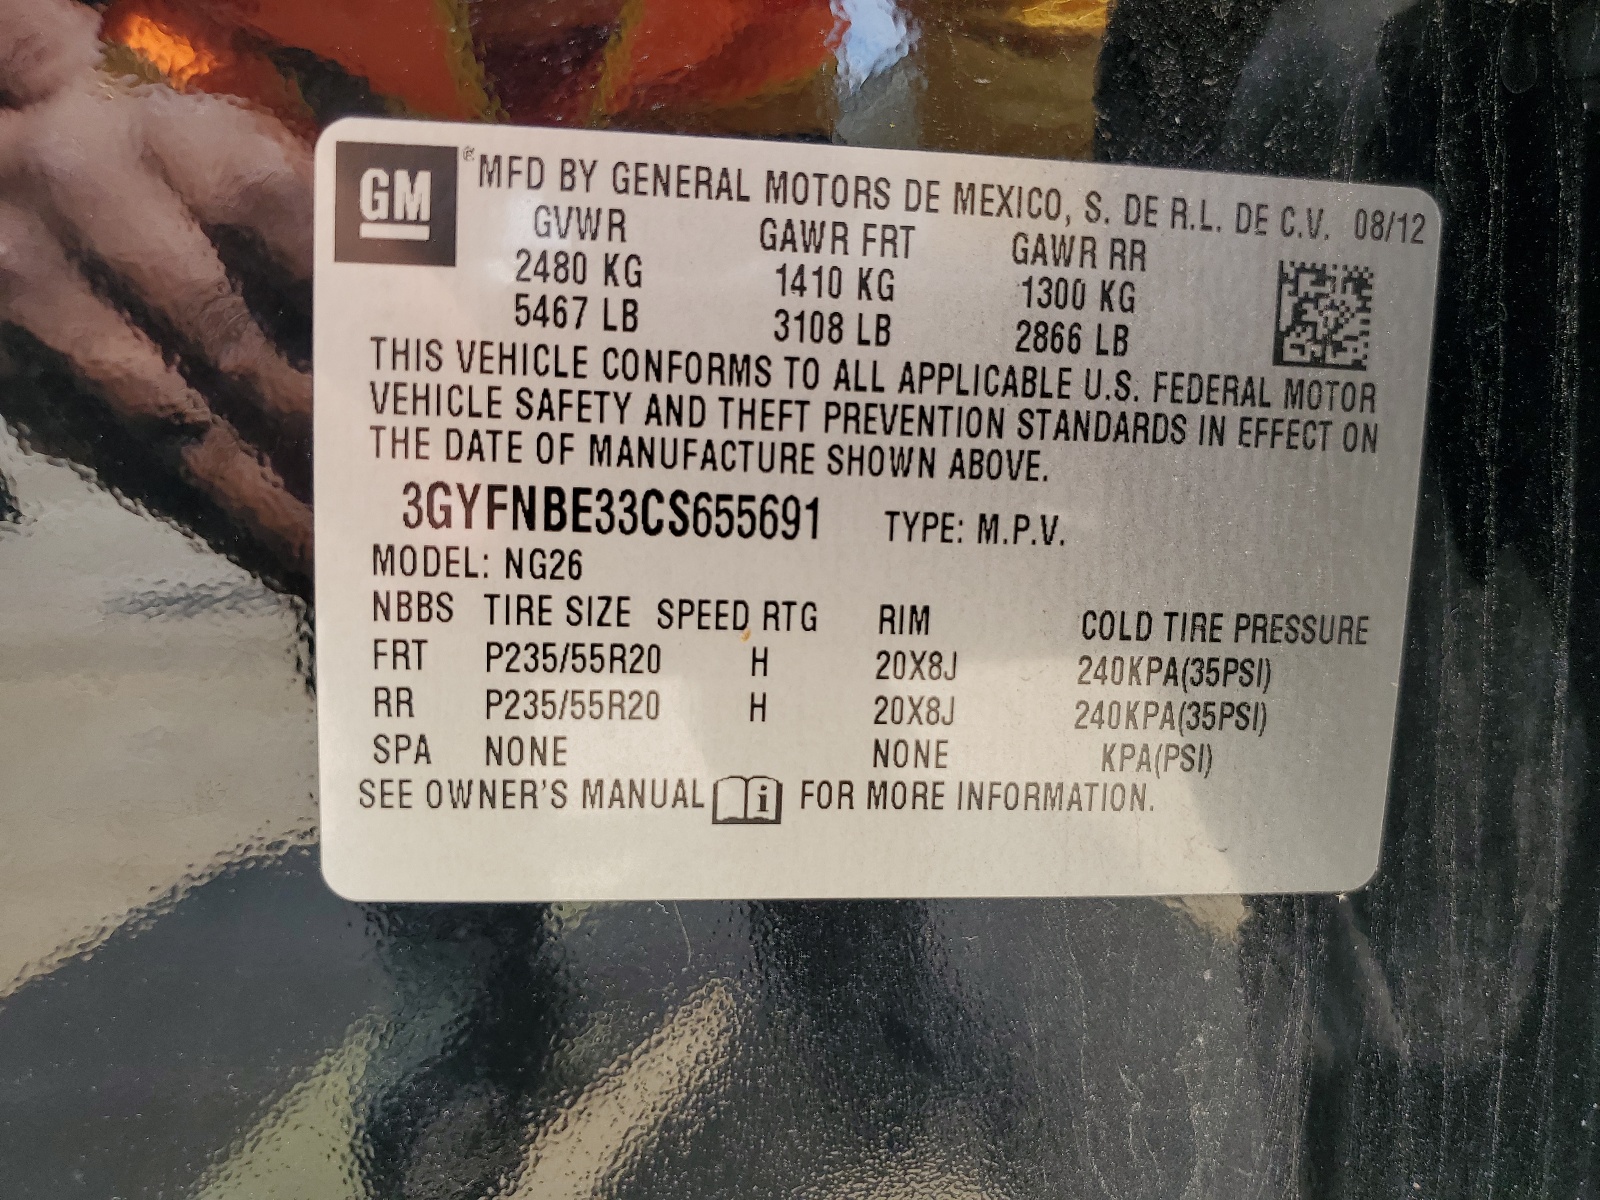 GM® MFD BY GENERAL MOTORS DE MEXICO, S. DE R.L. DE C.V. 08/12
GVWR GAWR FRT GAWR RR
2480 KG 1410 KG 1300 KG
5467 LB 3108 LB 2866 LB
THIS VEHICLE CONFORMS TO ALL APPLICABLE U.S. FEDERAL MOTOR
VEHICLE SAFETY AND THEFT PREVENTION STANDARDS IN EFFECT ON
THE DATE OF MANUFACTURE SHOWN ABOVE.
3GYFNBE33CS655691 TYPE: M.P.V.
MODEL: NG26
NBBS TIRE SIZE SPEED RTG RIM COLD TIRE PRESSURE
FRT P235/55R20 H 20X8J 240KPA(35PSI)
RR P235/55R20 H 20X8J 240KPA(35PSI)
SPA NONE NONE KPA(PSI)
SEE OWNER'S MANUAL i FOR MORE INFORMATION.